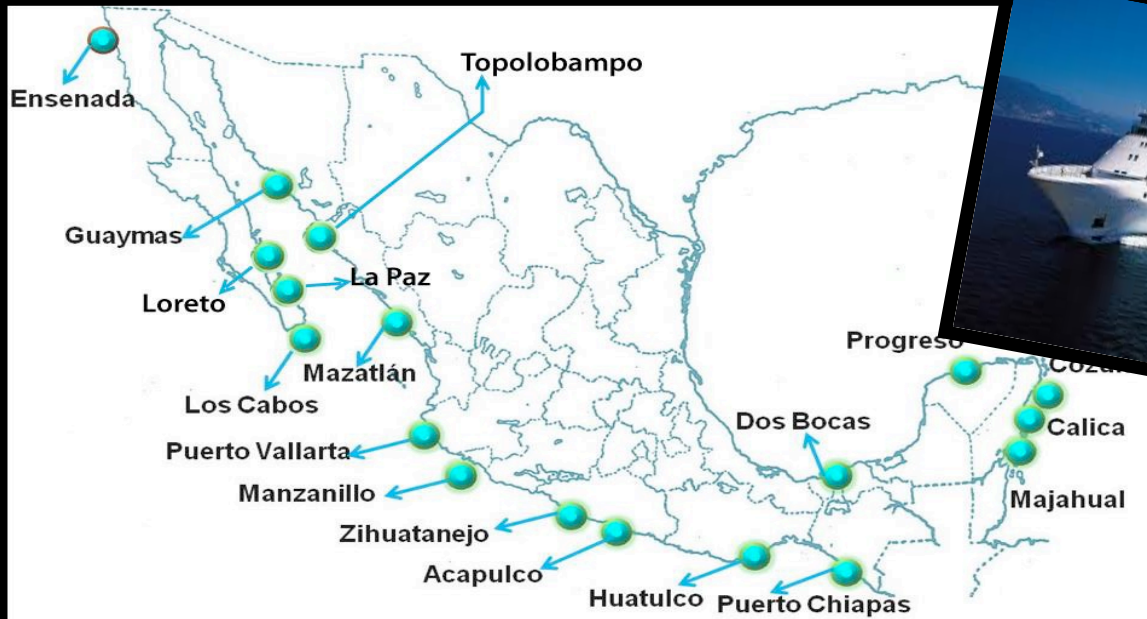 Topolobampo
Ensenada
Guaymas
La Paz
Loreto
Mazatlán
Los Cabos
Progreso
Dos Bocas
Calica
Puerto Vallarta
Manzanillo
Majahual
Zihuatanejo
Acapulco
Huatulco
Puerto Chiapas